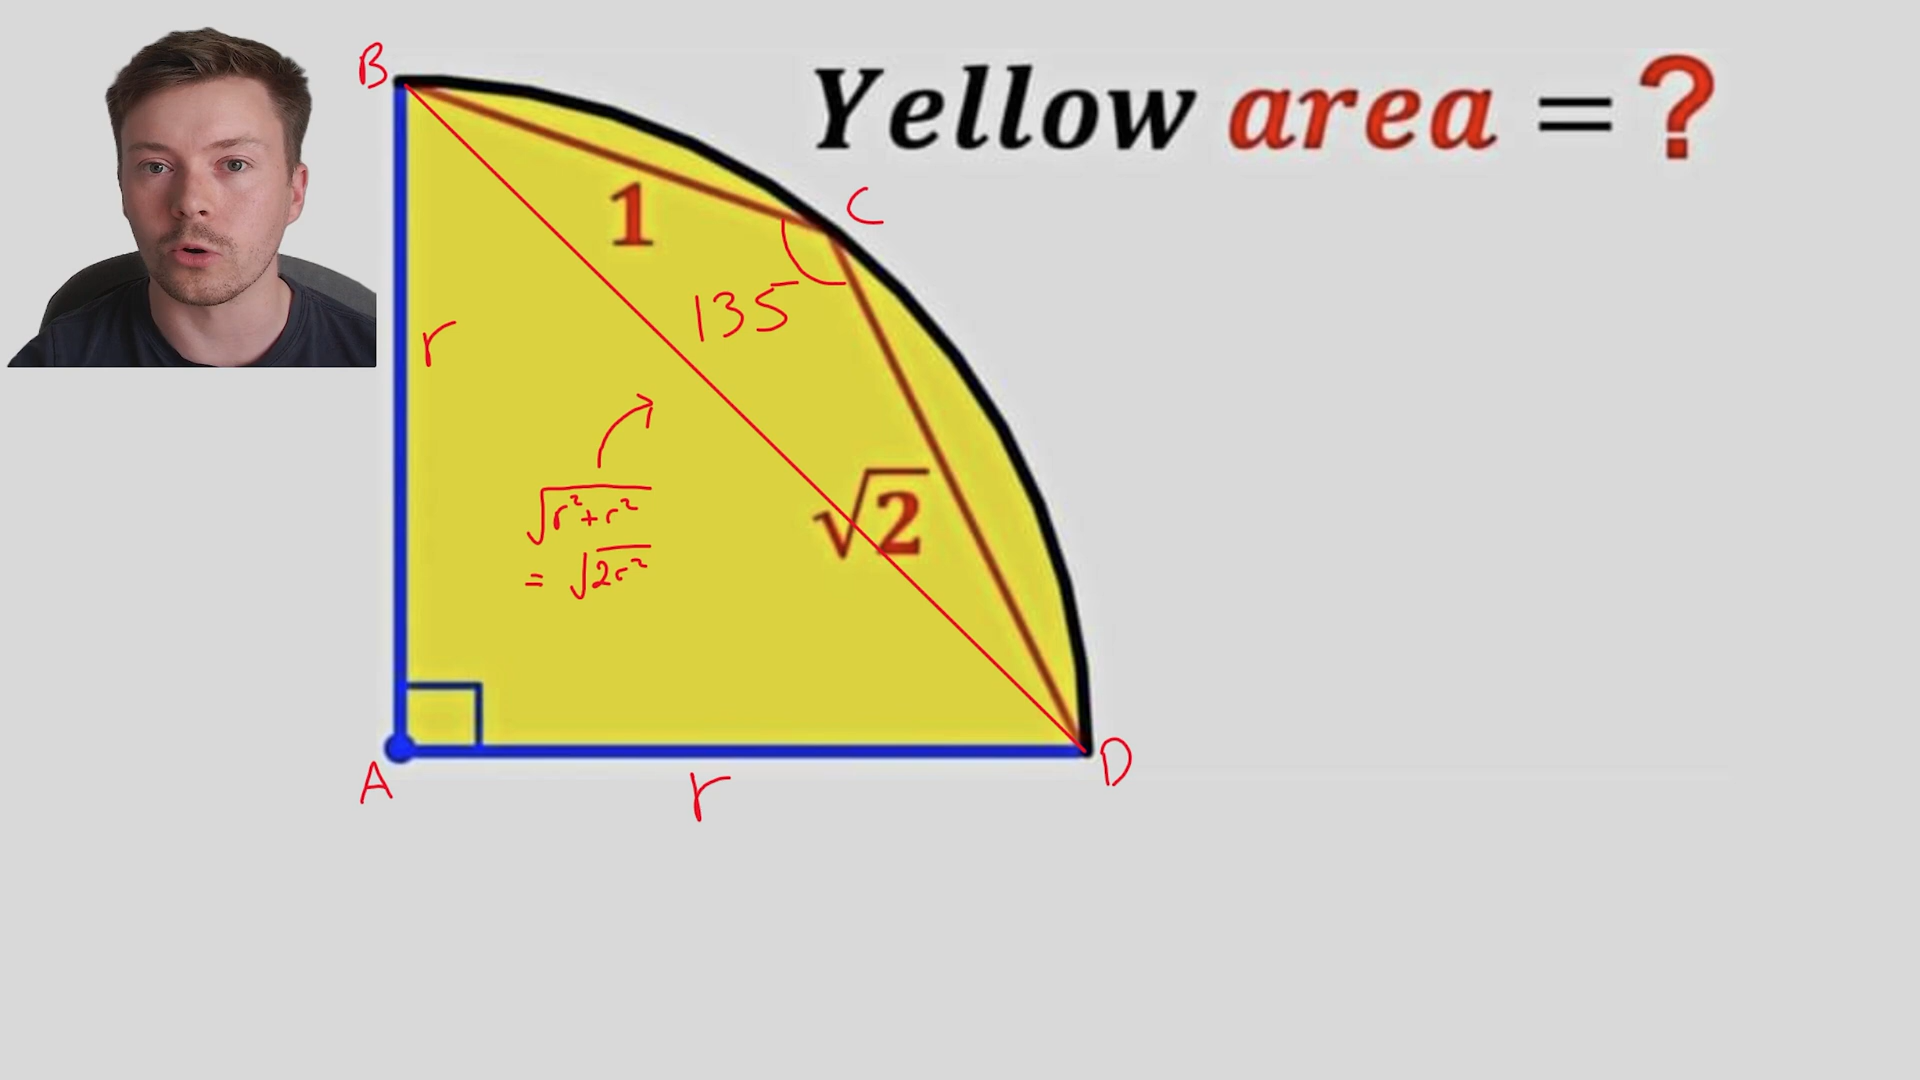 B
Yellow area = ?
C
1
135
r
√2
√r²+r²
= √2r²
A
D
r